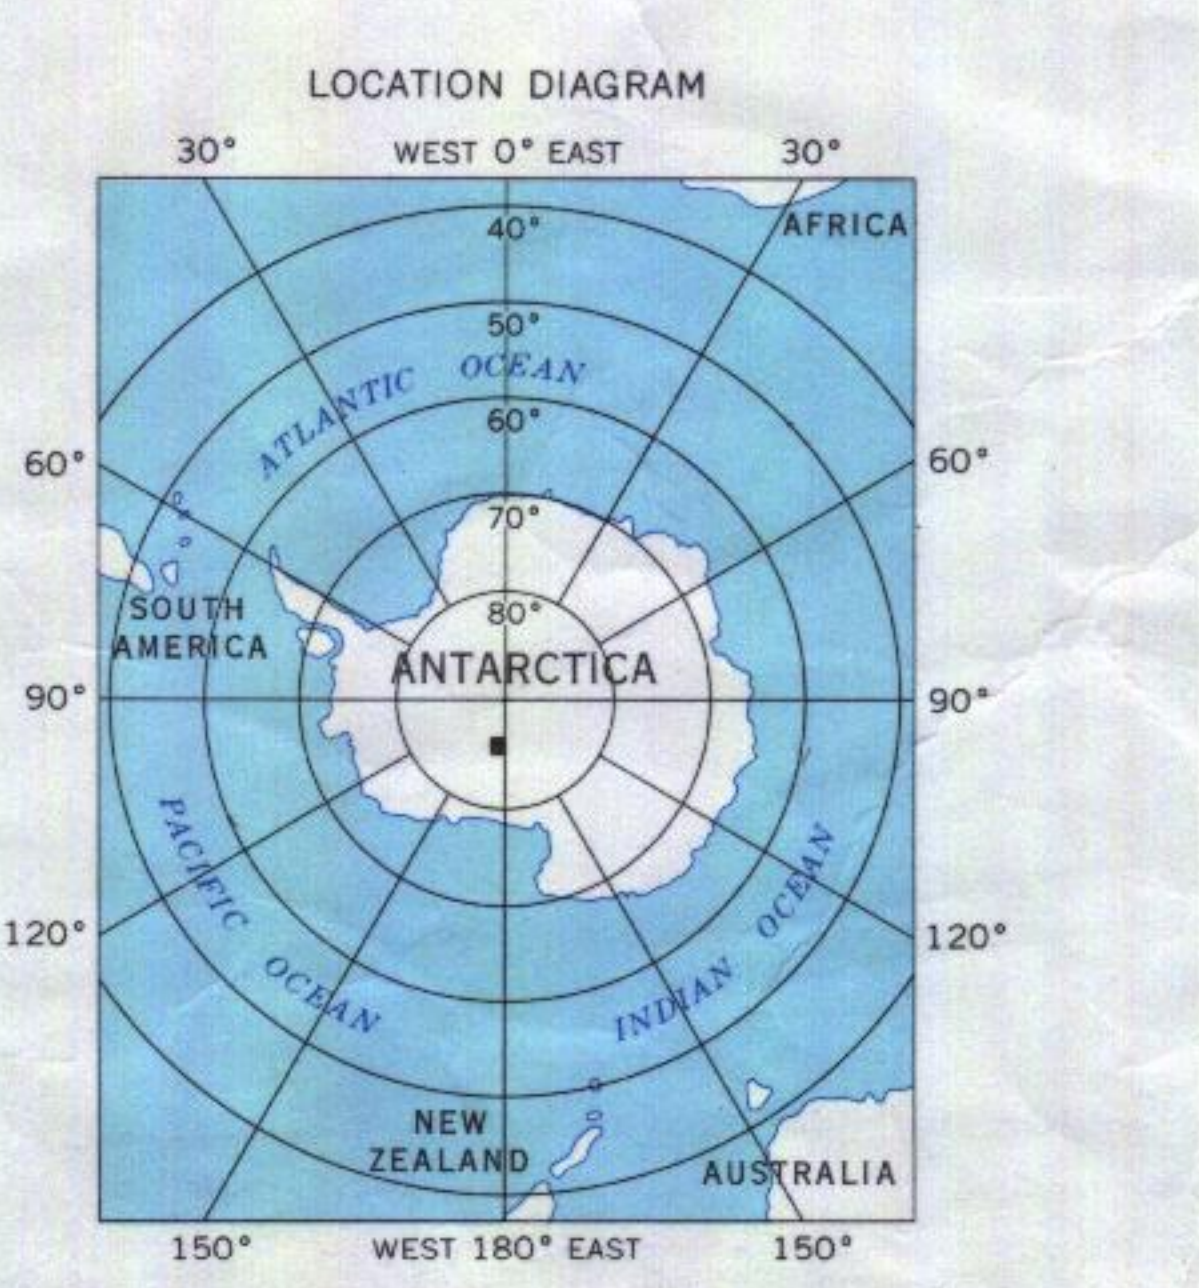 LOCATION DIAGRAM
30° WEST 0° EAST 30°
AFRICA
40°
50°
ATLANTIC OCEAN
60°
60° 60°
70°
80°
SOUTH
AMERICA
ANTARCTICA
90° 90°
PACIFIC OCEAN
INDIAN OCEAN
120° 120°
NEW
ZEALAND
AUSTRALIA
150° WEST 180° EAST 150°